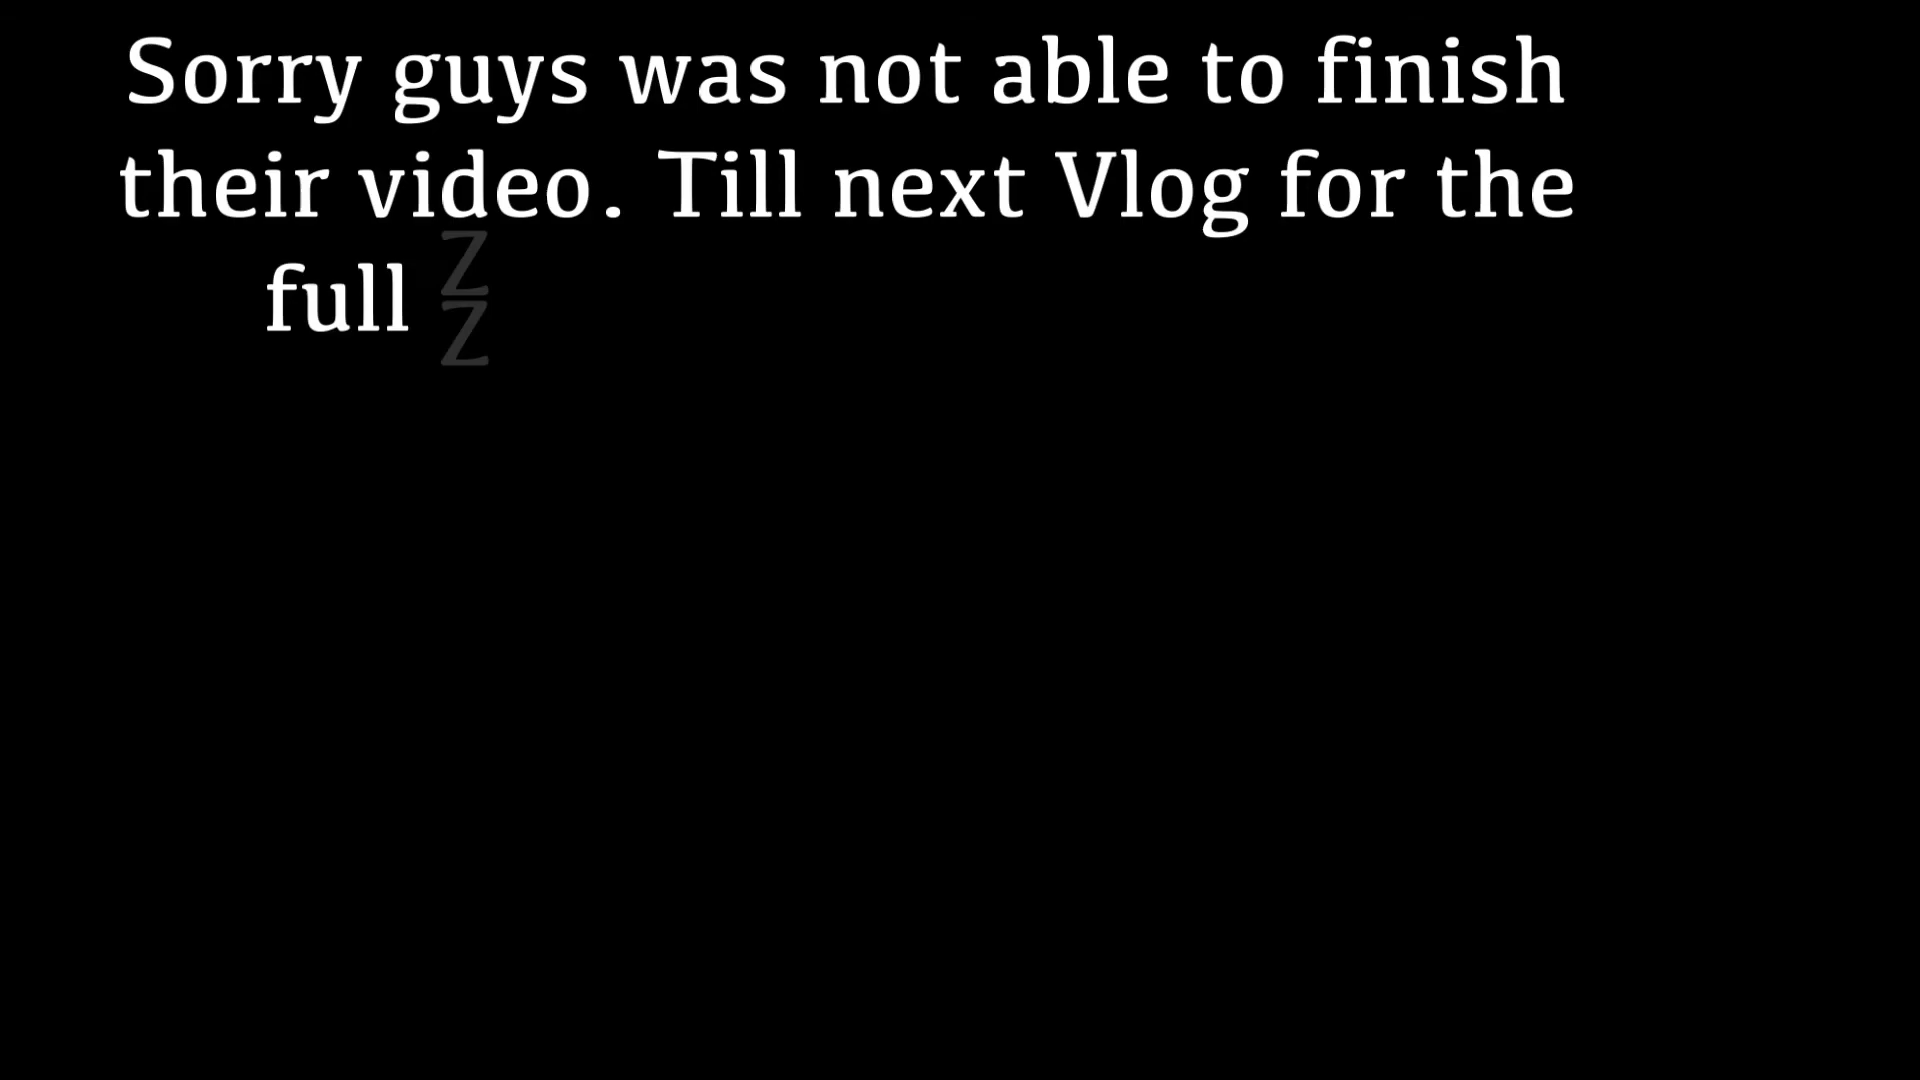 Sorry guys was not able to finish
their video. Till next Vlog for the
full